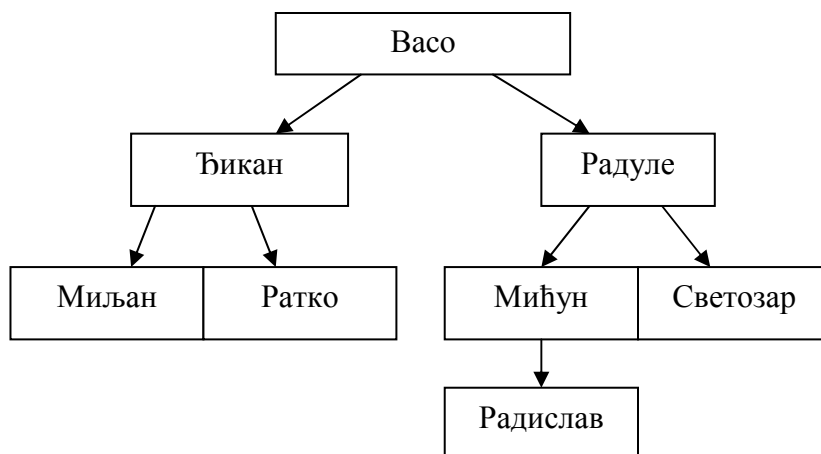 Васо
Ђикан
Радуле
Миљан
Ратко
Мићун
Светозар
Радислав